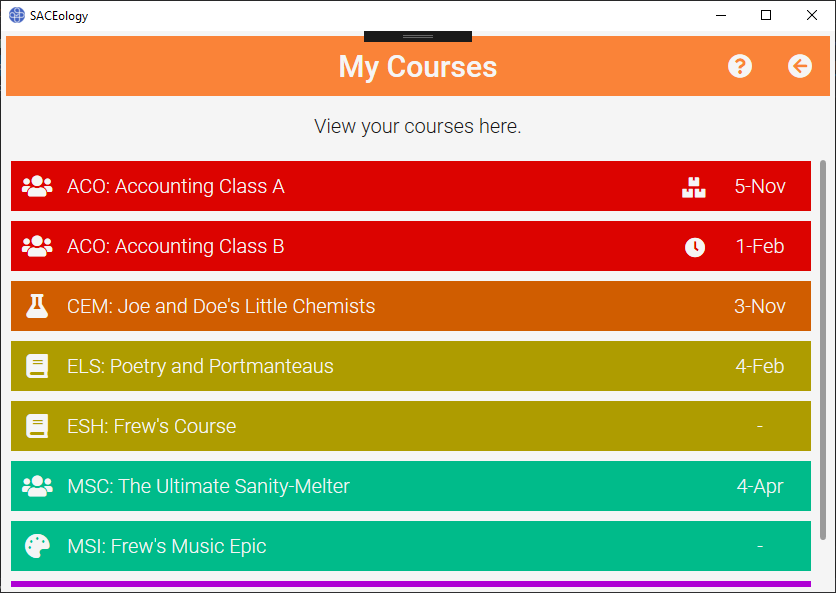 SACEology
My Courses
View your courses here.
ACO: Accounting Class A 5-Nov
ACO: Accounting Class B 1-Feb
CEM: Joe and Doe's Little Chemists 3-Nov
ELS: Poetry and Portmanteaus 4-Feb
ESH: Frew's Course -
MSC: The Ultimate Sanity-Melter 4-Apr
MSI: Frew's Music Epic -